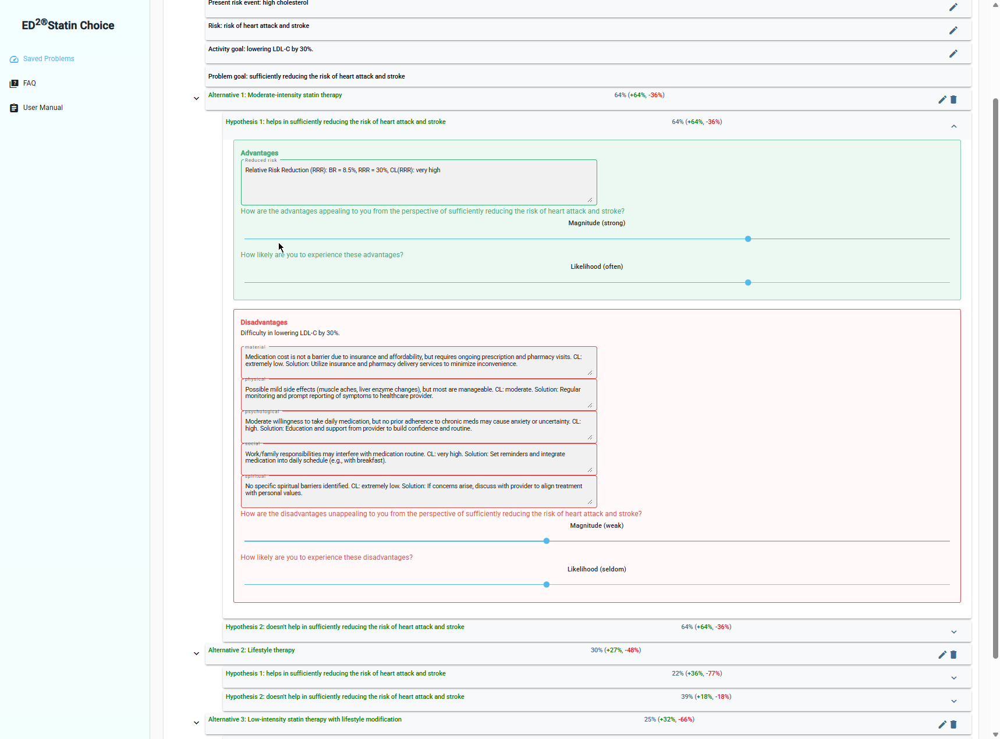 ED2®Statin Choice
Saved Problems
FAQ
User Manual
Present risk event: high cholesterol
Risk: risk of heart attack and stroke
Activity goal: lowering LDL-C by 30%.
Problem goal: sufficiently reducing the risk of heart attack and stroke
Alternative 1: Moderate-intensity statin therapy 64% (+64%, -36%)
Hypothesis 1: helps in sufficiently reducing the risk of heart attack and stroke 64% (+64%, -36%)
Advantages
Reduced risk
Relative Risk Reduction (RRR): BR = 8.5%, RRR = 30%, CL(RRR): very high
How are the advantages appealing to you from the perspective of sufficiently reducing the risk of heart attack and stroke?
Magnitude (strong)
How likely are you to experience these advantages?
Likelihood (often)
Disadvantages
Difficulty in lowering LDL-C by 30%.
material
Medication cost is not a barrier due to insurance and affordability, but requires ongoing prescription and pharmacy visits. CL:
extremely low. Solution: Utilize insurance and pharmacy delivery services to minimize inconvenience.
physical
Possible mild side effects (muscle aches, liver enzyme changes), but most are manageable. CL: moderate. Solution: Regular
monitoring and prompt reporting of symptoms to healthcare provider.
psychological
Moderate willingness to take daily medication, but no prior adherence to chronic meds may cause anxiety or uncertainty. CL:
high. Solution: Education and support from provider to build confidence and routine.
social
Work/family responsibilities may interfere with medication routine. CL: very high. Solution: Set reminders and integrate
medication into daily schedule (e.g., with breakfast).
spiritual
No specific spiritual barriers identified. CL: extremely low. Solution: If concerns arise, discuss with provider to align treatment
with personal values.
How are the disadvantages unappealing to you from the perspective of sufficiently reducing the risk of heart attack and stroke?
Magnitude (weak)
How likely are you to experience these disadvantages?
Likelihood (seldom)
Hypothesis 2: doesn't help in sufficiently reducing the risk of heart attack and stroke 64% (+64%, -36%)
Alternative 2: Lifestyle therapy 30% (+27%, -48%)
Hypothesis 1: helps in sufficiently reducing the risk of heart attack and stroke 22% (+36%, -77%)
Hypothesis 2: doesn't help in sufficiently reducing the risk of heart attack and stroke 39% (+18%, -18%)
Alternative 3: Low-intensity statin therapy with lifestyle modification 25% (+32%, -66%)